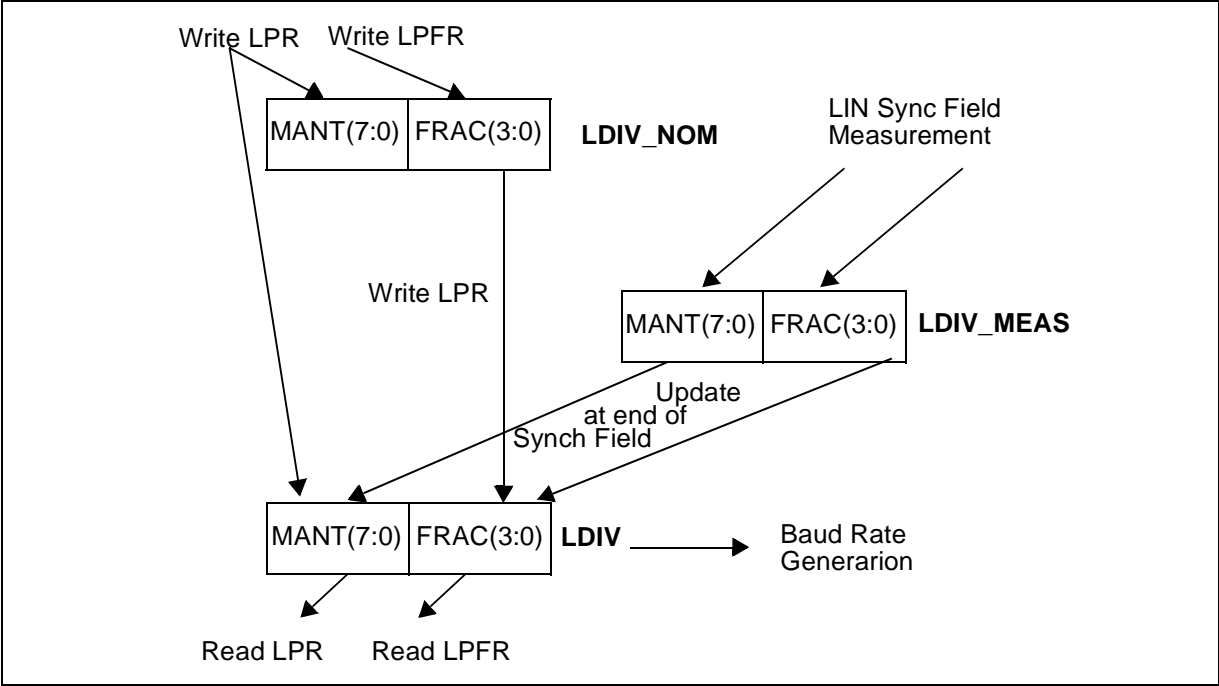 Write LPR
Write LPFR
MANT(7:0)
FRAC(3:0)
LDIV_NOM
LIN Sync Field
Measurement
Write LPR
MANT(7:0)
FRAC(3:0)
LDIV_MEAS
Update
at end of
Synch Field
MANT(7:0)
FRAC(3:0)
LDIV
Baud Rate
Generarion
Read LPR
Read LPFR